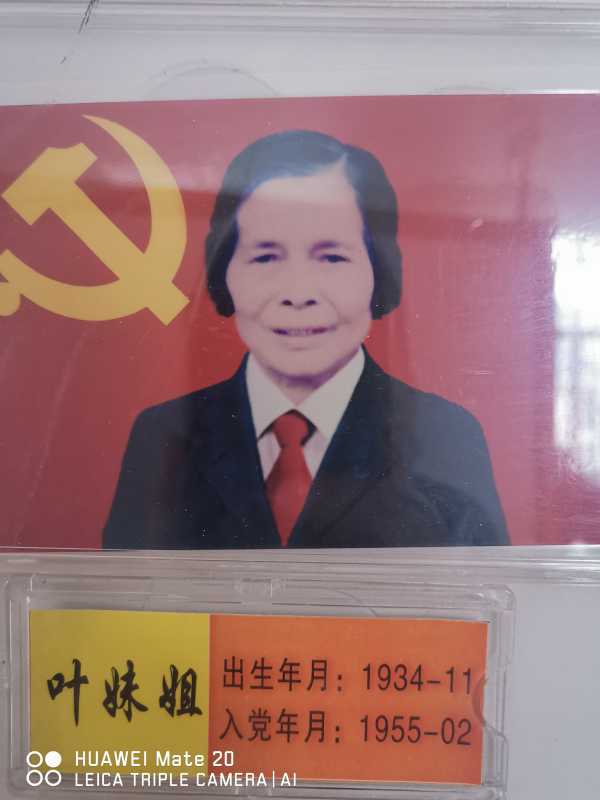 叶妹姐
出生年月：1934-11
入党年月：1955-02
HUAWEI Mate 20
LEICA TRIPLE CAMERA | AI